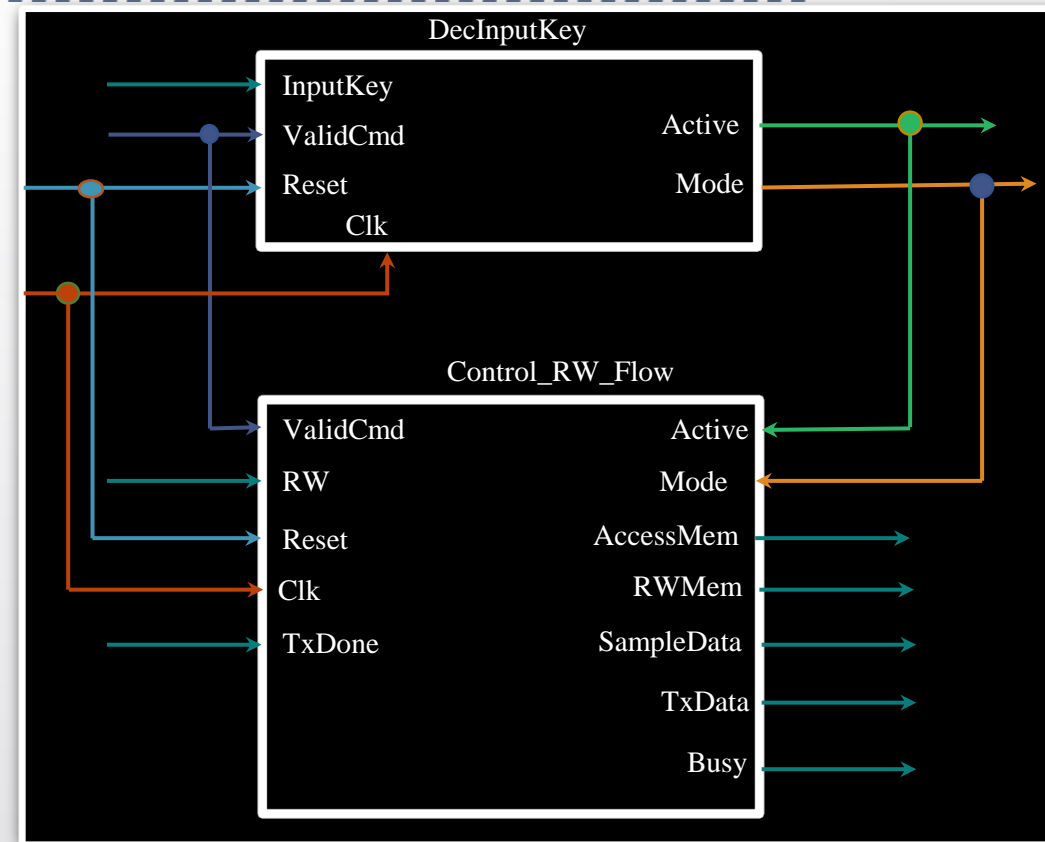 DecInputKey
InputKey
ValidCmd
Active
Reset
Mode
Clk
Control_RW_Flow
ValidCmd
Active
RW
Mode
Reset
AccessMem
Clk
RWMem
TxDone
SampleData
TxData
Busy